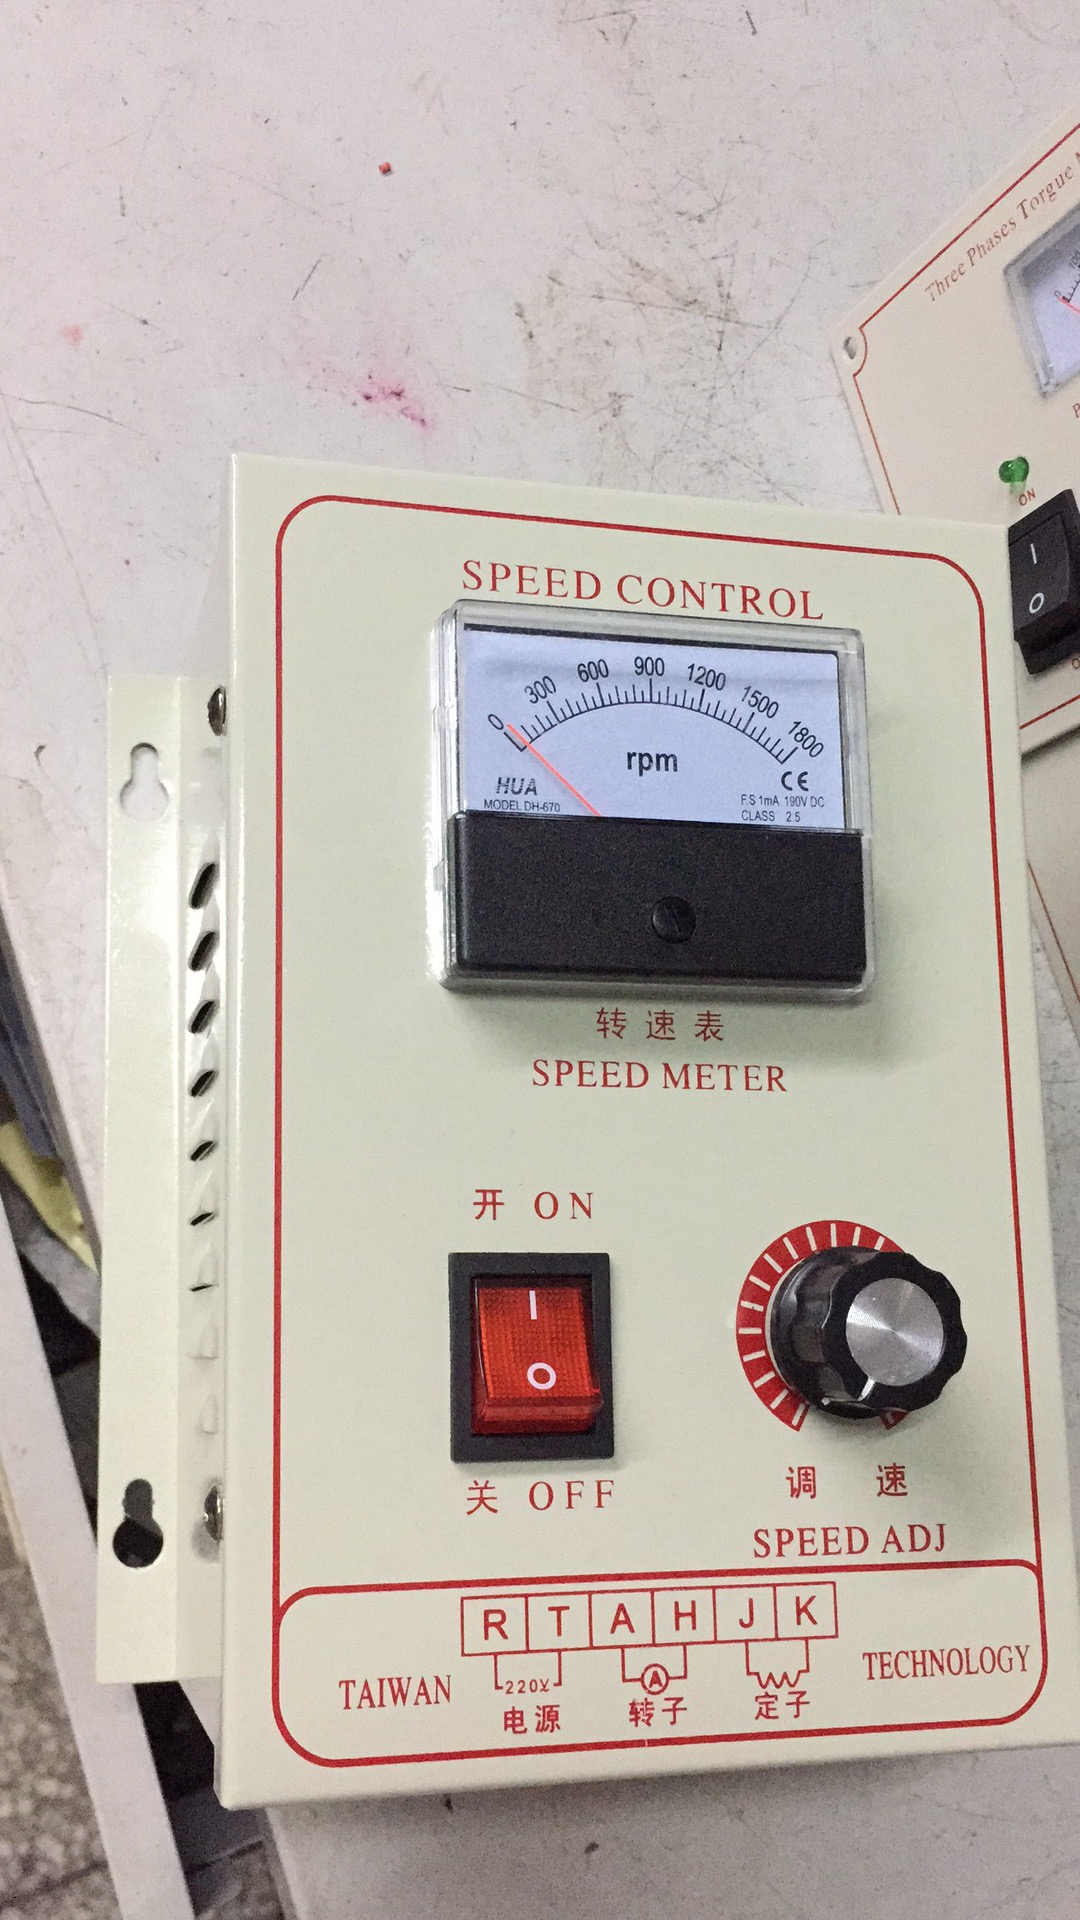 Three Phases Torgue
0
ON
I
O
SPEED CONTROL
0 300 600 900 1200 1500 1800
rpm
HUA
MODEL DH-670
CE
F.S 1mA 190V DC
CLASS 2.5
转速表
SPEED METER
开 ON
I
O
关 OFF
调 速
SPEED ADJ
R T A H J K
220V
A
电源 转子 定子
TAIWAN TECHNOLOGY